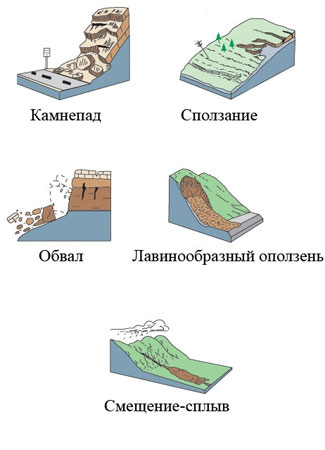 Камнепад
Сползание
Обвал
Лавинообразный оползень
Смещение-сплыв